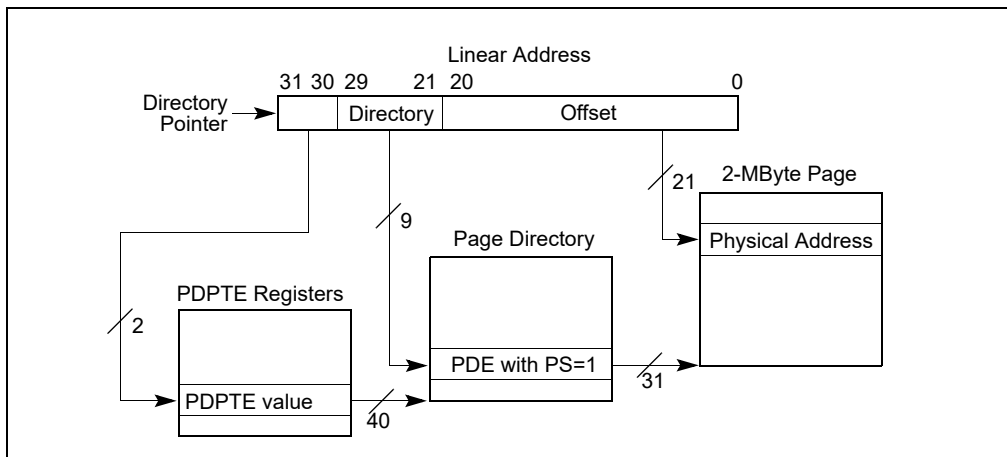 Linear Address
31 30 29 21 20 0
Directory Pointer
Directory
Offset
21
2-MByte Page
Physical Address
9
Page Directory
PDE with PS=1
31
PDPTE Registers
2
PDPTE value
40